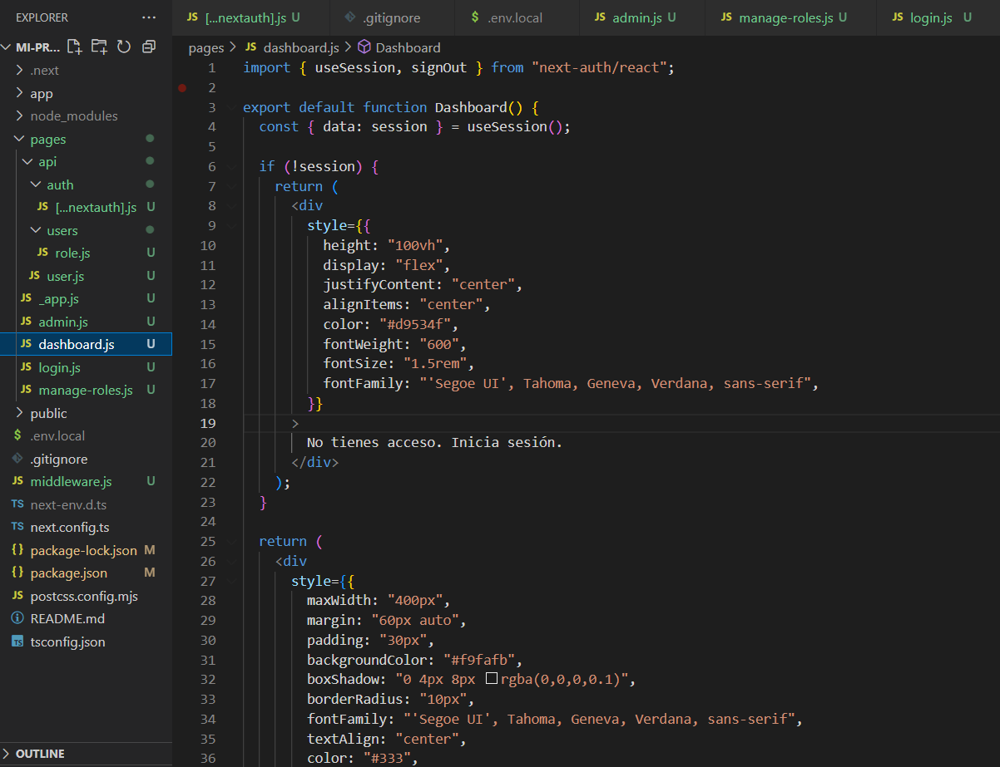 EXPLORER ...
JS [...nextauth].js U
.gitignore
$ .env.local
JS admin.js U
JS manage-roles.js U
JS login.js U
MI-PR...
.next
app
node_modules
pages
api
auth
JS [...nextauth].js U
users
JS role.js U
JS user.js U
JS _app.js U
JS admin.js U
JS dashboard.js U
JS login.js U
JS manage-roles.js U
public
$ .env.local
.gitignore
JS middleware.js U
TS next-env.d.ts
TS next.config.ts
{} package-lock.json M
{} package.json M
JS postcss.config.mjs
README.md
TS tsconfig.json
OUTLINE
pages > JS dashboard.js > Dashboard
1 import { useSession, signOut } from "next-auth/react";
2
3 export default function Dashboard() {
4 const { data: session } = useSession();
5
6 if (!session) {
7 return (
8 <div
9 style={{
10 height: "100vh",
11 display: "flex",
12 justifyContent: "center",
13 alignItems: "center",
14 color: "#d9534f",
15 fontWeight: "600",
16 fontSize: "1.5rem",
17 fontFamily: "'Segoe UI', Tahoma, Geneva, Verdana, sans-serif",
18 }}
19 >
20 No tienes acceso. Inicia sesión.
21 </div>
22 );
23 }
24
25 return (
26 <div
27 style={{
28 maxWidth: "400px",
29 margin: "60px auto",
30 padding: "30px",
31 backgroundColor: "#f9fafb",
32 boxShadow: "0 4px 8px rgba(0,0,0,0.1)",
33 borderRadius: "10px",
34 fontFamily: "'Segoe UI', Tahoma, Geneva, Verdana, sans-serif",
35 textAlign: "center",
36 color: "#333",